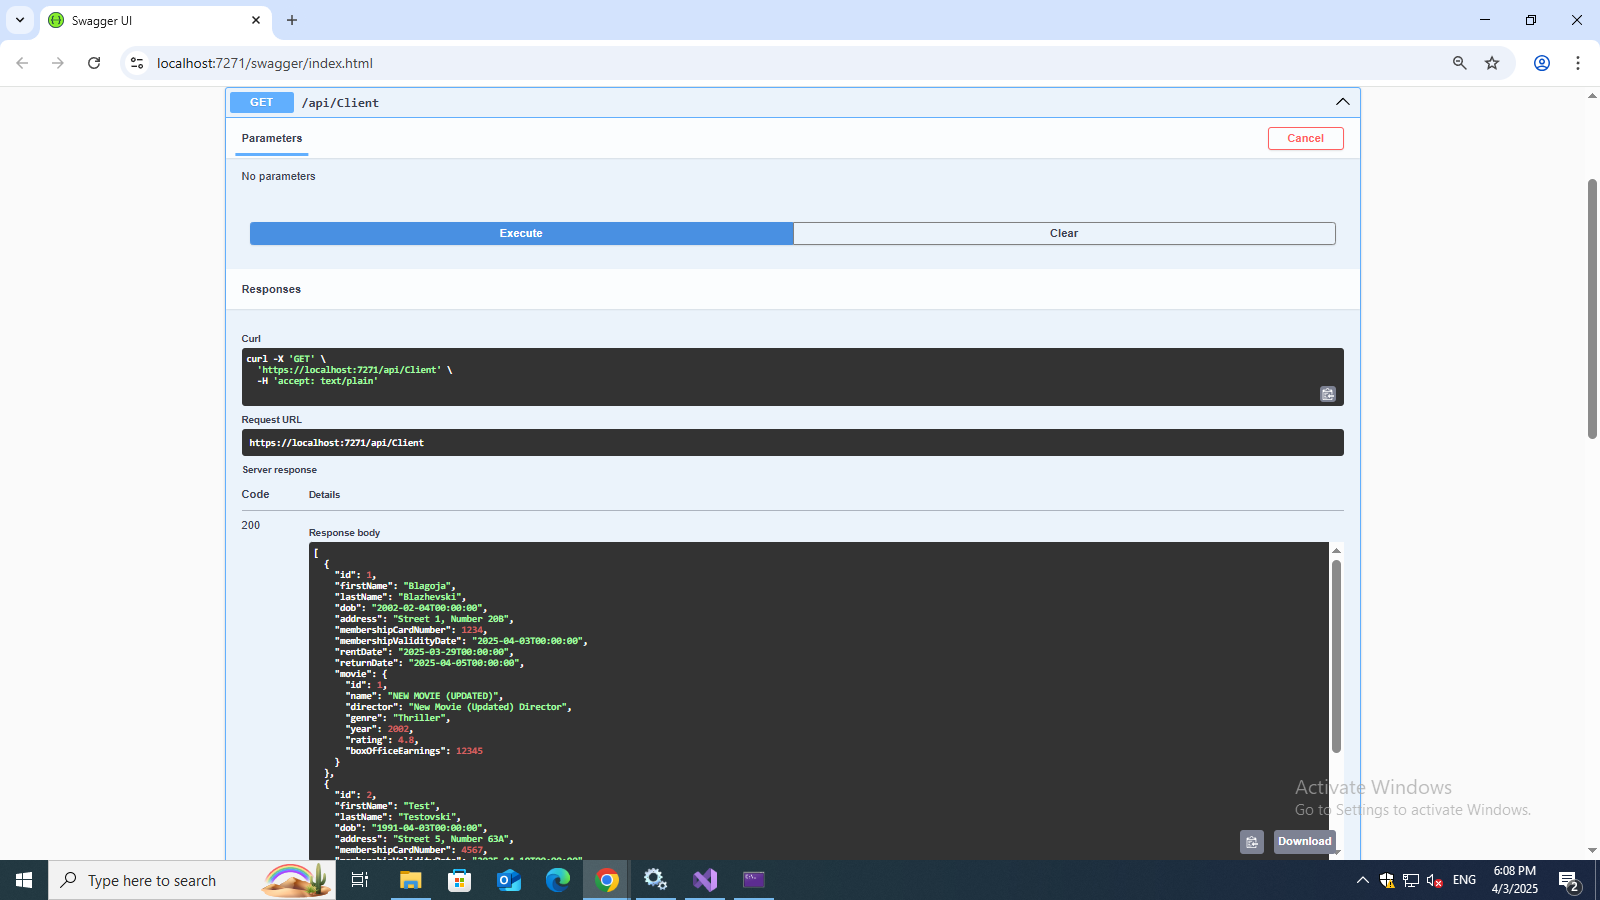 Swagger UI
localhost:7271/swagger/index.html
GET /api/Client
Parameters
Cancel
No parameters
Execute
Clear
Responses
Curl
curl -X 'GET' \
'https://localhost:7271/api/Client' \
-H 'accept: text/plain'
Request URL
https://localhost:7271/api/Client
Server response
Code Details
200
Response body
[
{
"id": 1,
"firstName": "Blagoja",
"lastName": "Blazhevski",
"dob": "2002-02-04T00:00:00",
"address": "Street 1, Number 20B",
"membershipCardNumber": 1234,
"membershipValidityDate": "2025-04-03T00:00:00",
"rentDate": "2025-03-29T00:00:00",
"returnDate": "2025-04-05T00:00:00",
"movie": {
"id": 1,
"name": "NEW MOVIE (UPDATED)",
"director": "New Movie (Updated) Director",
"genre": "Thriller",
"year": 2002,
"rating": 4.8,
"boxOfficeEarnings": 12345
}
},
{
"id": 2,
"firstName": "Test",
"lastName": "Testovski",
"dob": "1991-04-03T00:00:00",
"address": "Street 5, Number 63A",
"membershipCardNumber": 4567,
Download
Activate Windows
Go to Settings to activate Windows.
Type here to search
ENG
6:08 PM
4/3/2025
2